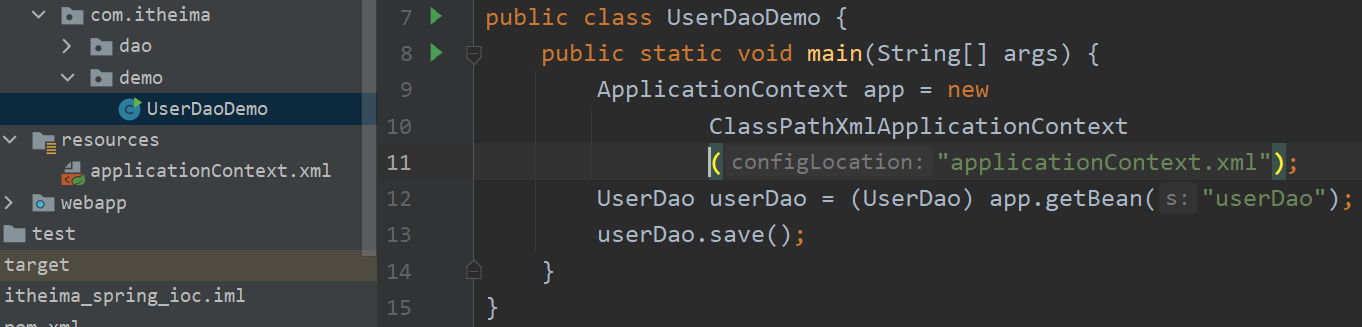 com.itheima
dao
demo
UserDaoDemo
resources
applicationContext.xml
webapp
test
target
itheima_spring_ioc.iml
pom.xml
7 public class UserDaoDemo {
8 public static void main(String[] args) {
9 ApplicationContext app = new
10 ClassPathXmlApplicationContext
11 ( configLocation: "applicationContext.xml");
12 UserDao userDao = (UserDao) app.getBean( s: "userDao");
13 userDao.save();
14 }
15 }